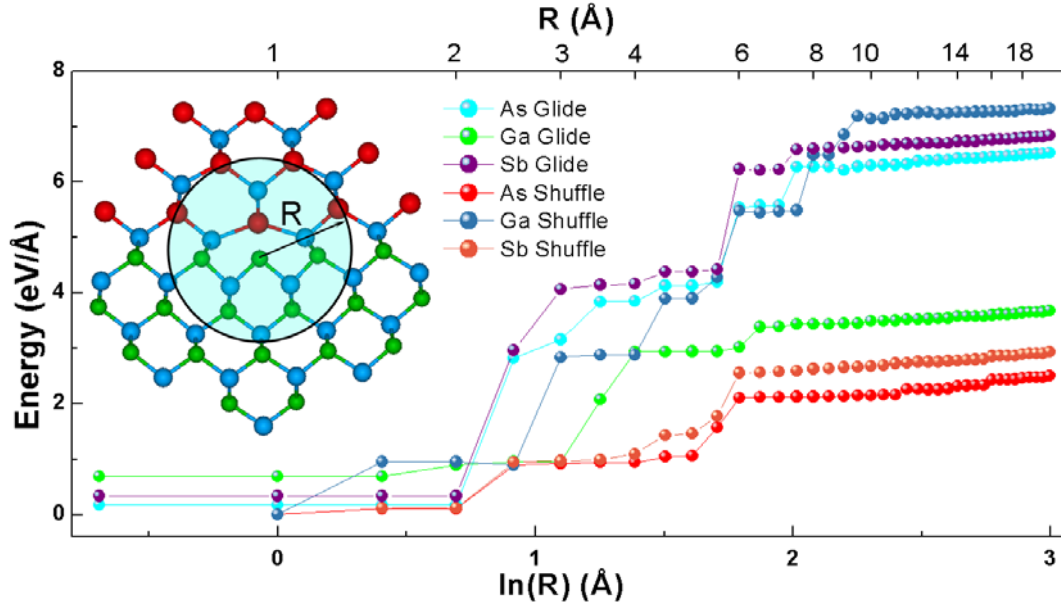 R (Å)
1 2 3 4 6 8 10 14 18
8
6
4
2
0
Energy (eV/Å)
R
As Glide
Ga Glide
Sb Glide
As Shuffle
Ga Shuffle
Sb Shuffle
0 1 2 3
ln(R) (Å)